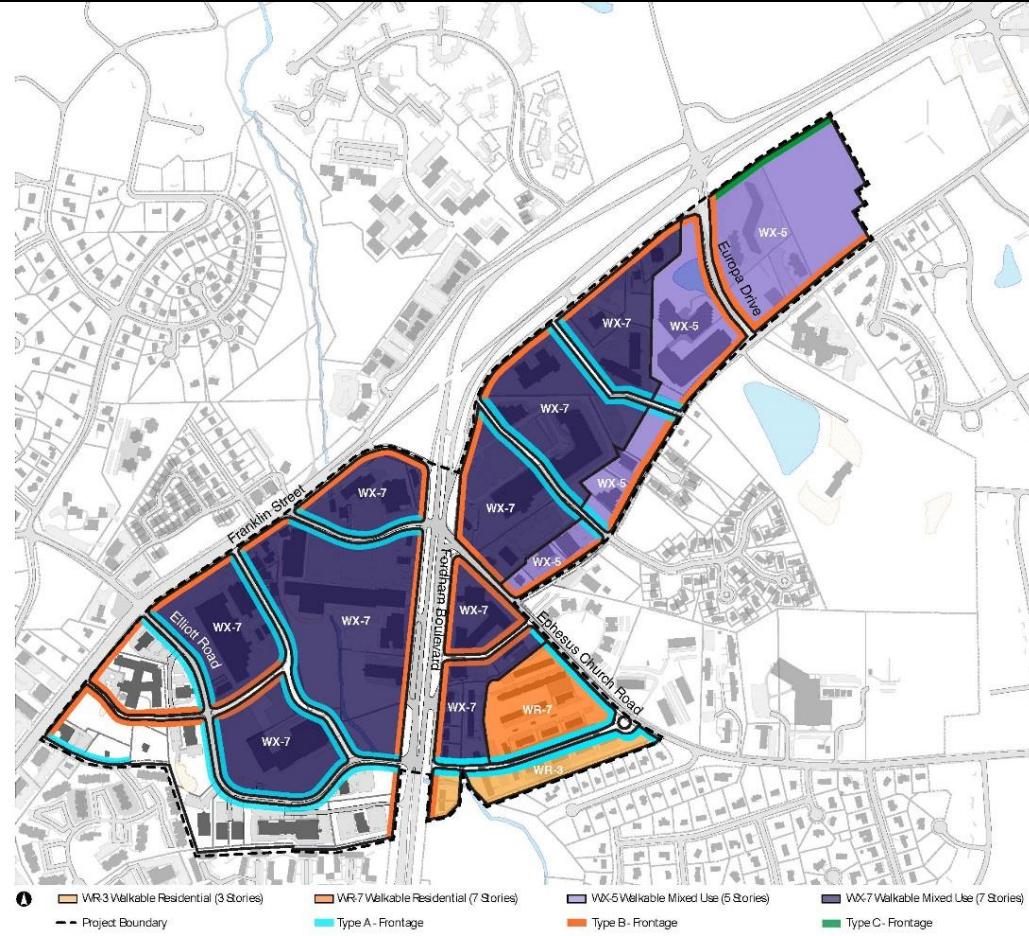 WX-5
Europa Drive
WX-7
WX-5
WX-7
WX-5
WX-7
WX-7
WX-5
Franklin Street
Fordham Boulevard
WX-7
Ephesus Church Road
WX-7
Elliott Road
WX-7
WX-7
WR-7
WX-7
WR-3
WR-3 Walkable Residential (3 Stories)
WR-7 Walkable Residential (7 Stories)
WX-5 Walkable Mixed Use (5 Stories)
WX-7 Walkable Mixed Use (7 Stories)
Project Boundary
Type A - Frontage
Type B - Frontage
Type C - Frontage